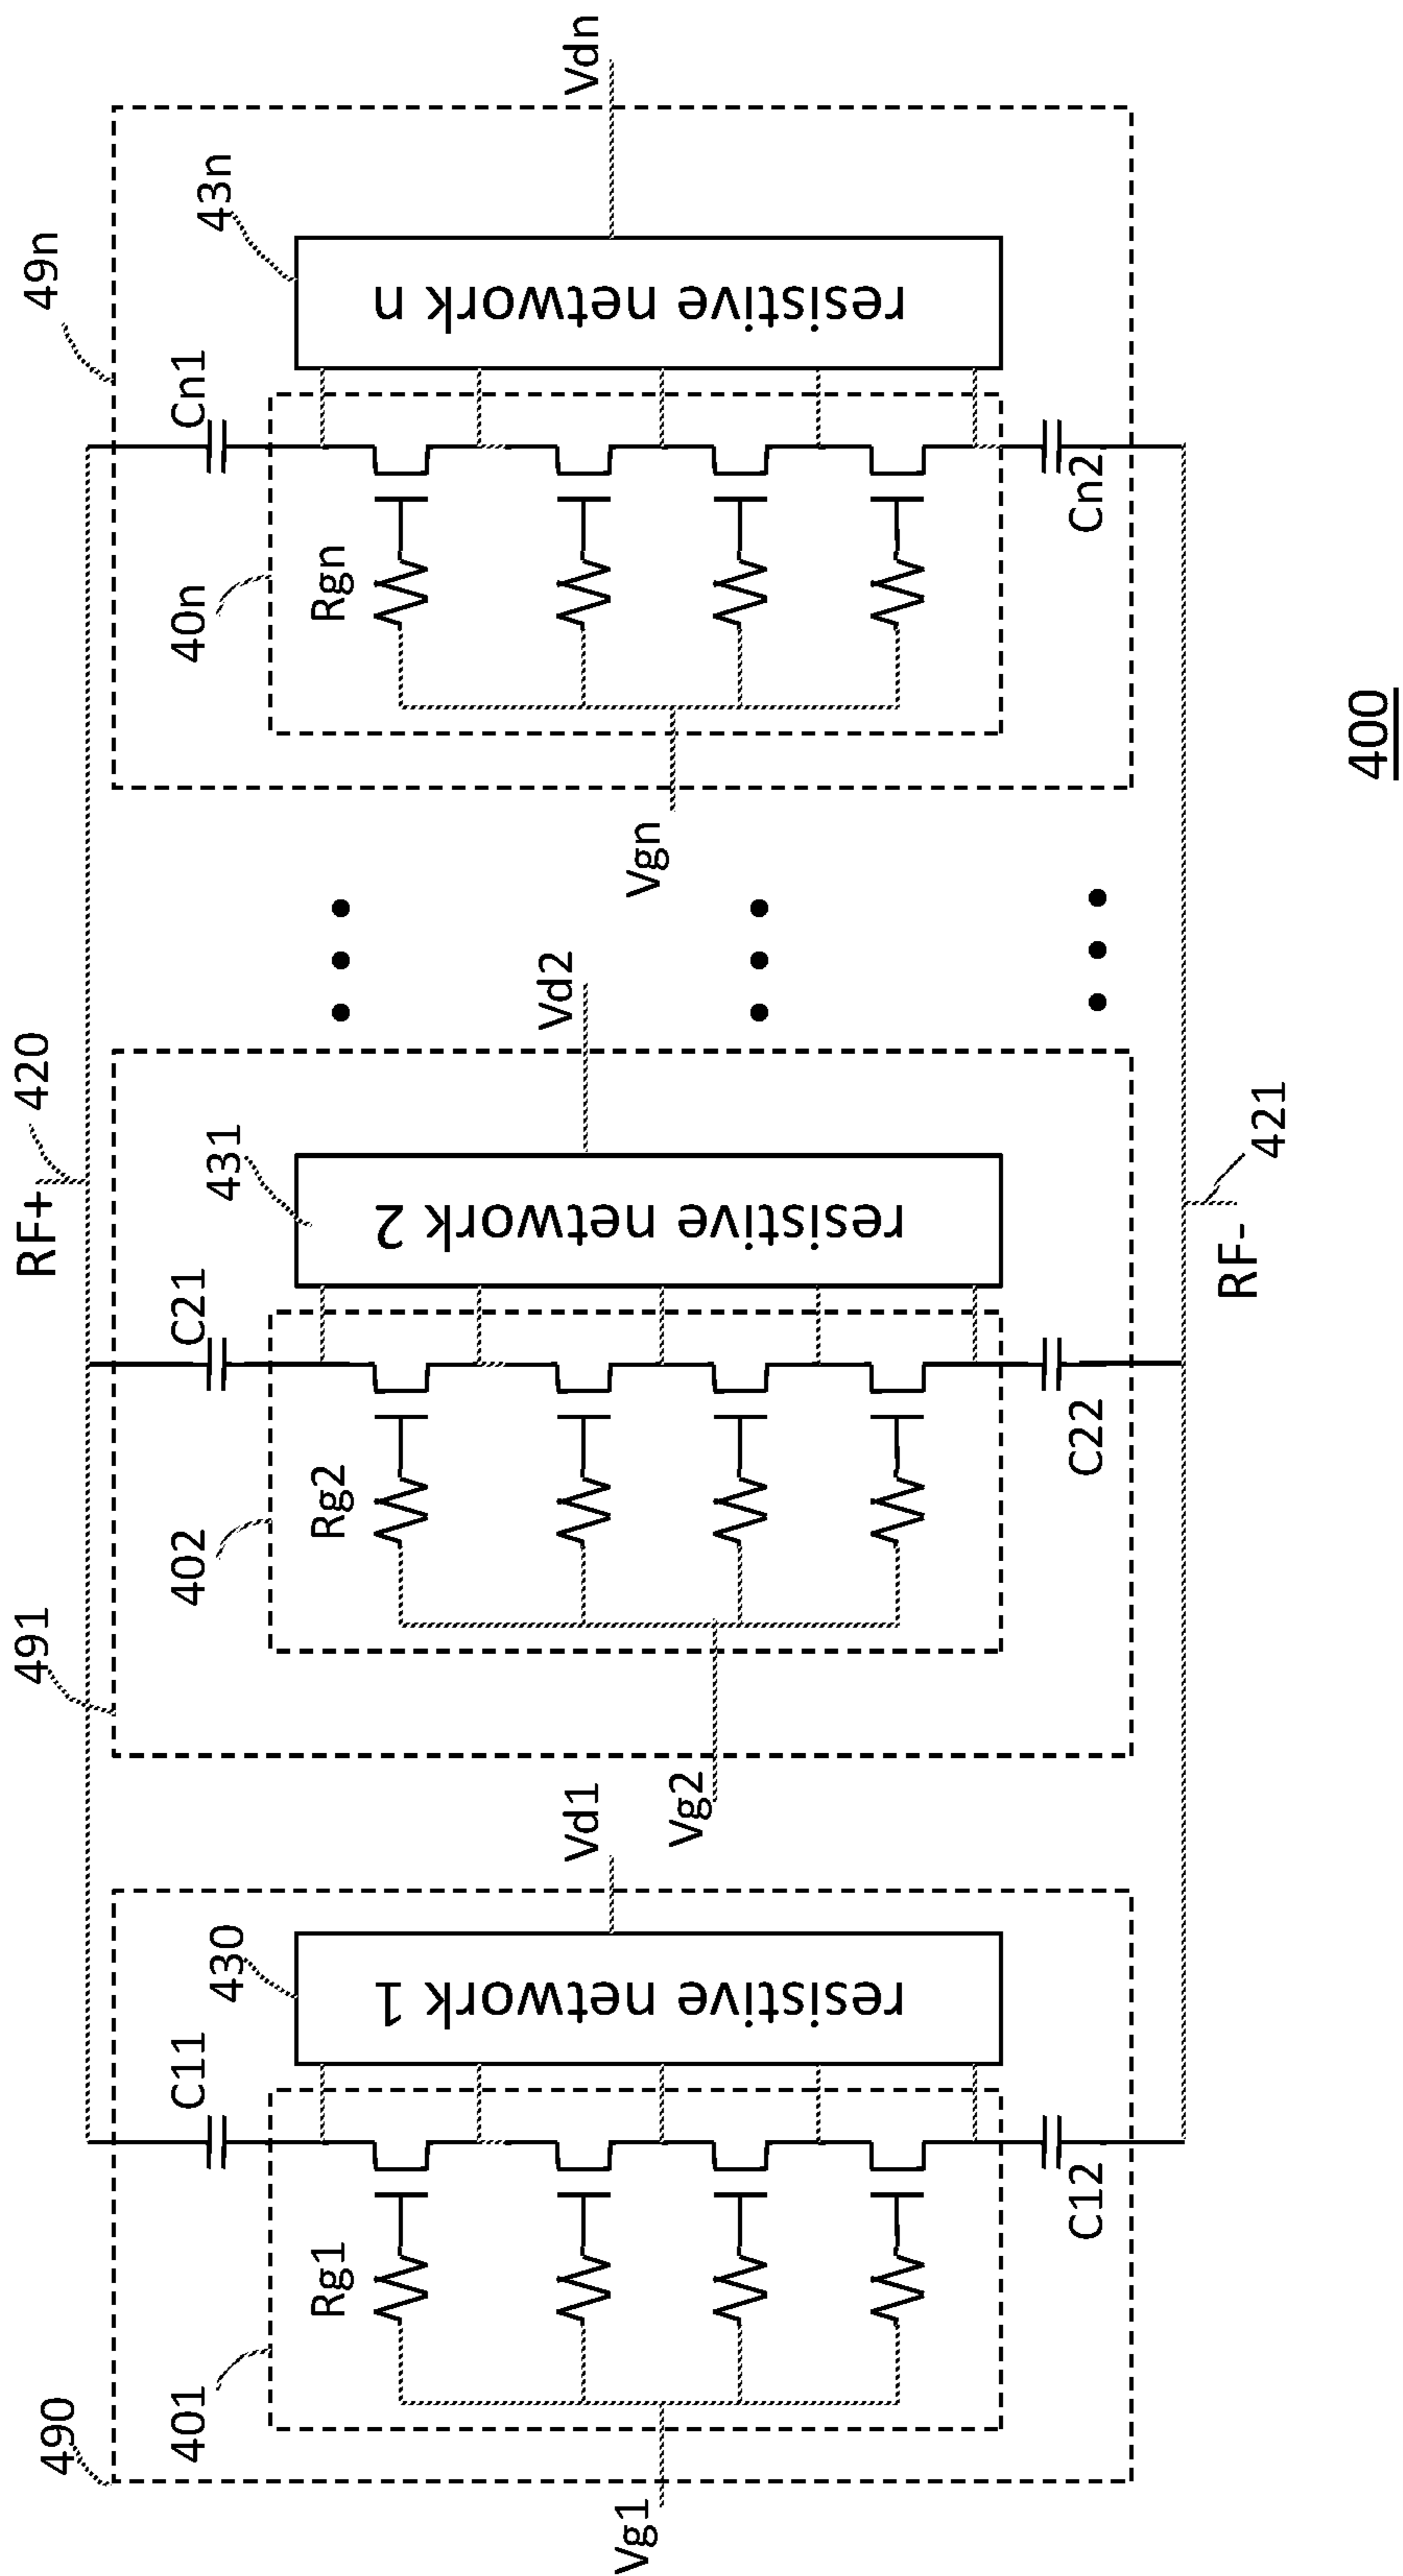 RF+
420
490
491
49n
C11
C21
Cn1
401
430
402
431
40n
43n
Rg1
Rg2
Rgn
resistive network 1
resistive network 2
resistive network n
Vg1
Vd1
Vg2
Vd2
Vgn
Vdn
C12
C22
Cn2
RF-
421
400